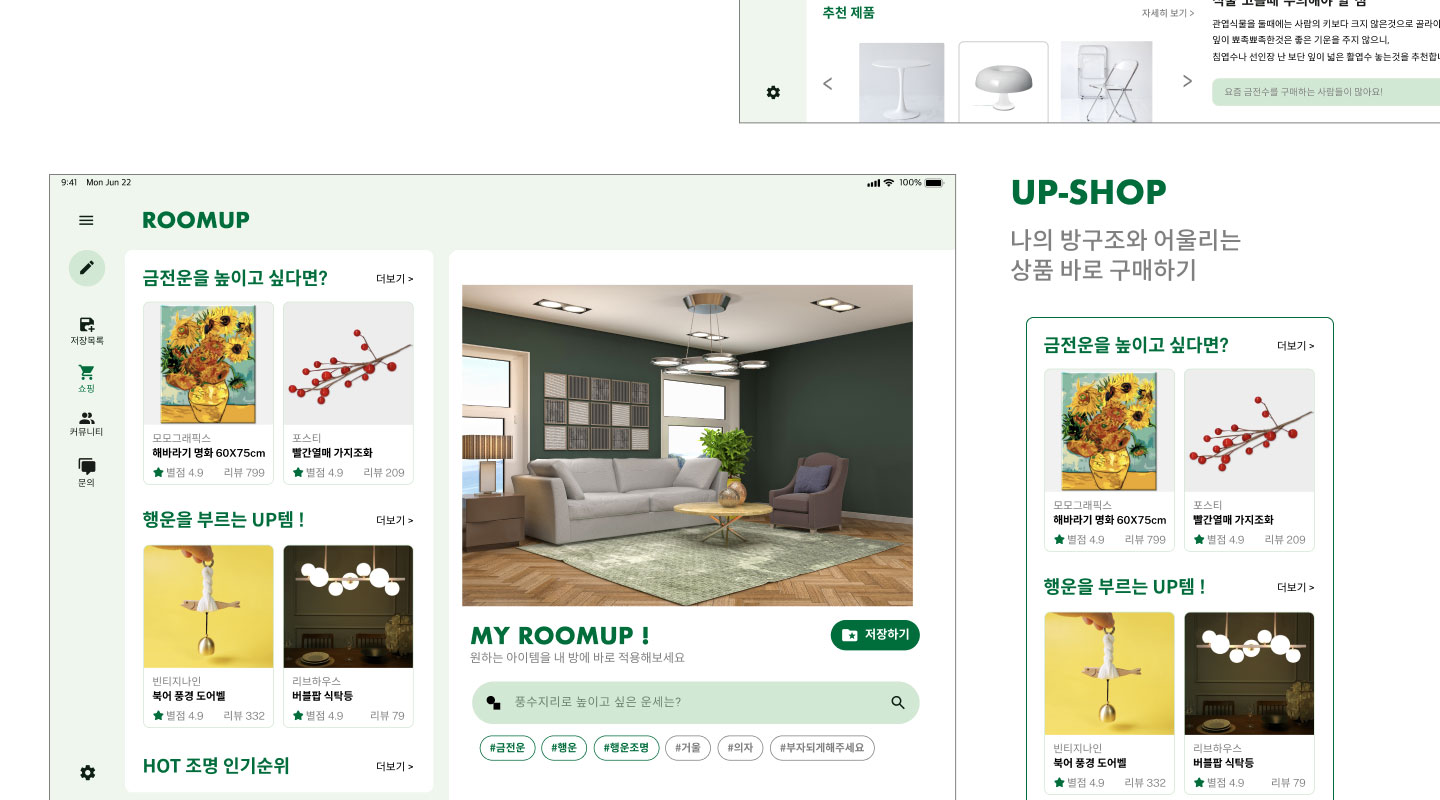 추천 제품
자세히 보기 >
관엽식물을 둘때에는 사람의 키보다 크지 않은것으로 골라야
잎이 뾰족뾰족한것은 좋은 기운을 주지 않으니,
침엽수나 선인장 난 보단 잎이 넓은 활엽수 놓는것을 추천합니
요즘 금전수를 구매하는 사람들이 많아요!
9:41 Mon Jun 22
100%
ROOMUP
저장목록
쇼핑
커뮤니티
문의
금전운을 높이고 싶다면?
더보기 >
모모그래픽스
해바라기 명화 60X75cm
별점 4.9 리뷰 799
포스티
빨간열매 가지조화
별점 4.9 리뷰 209
행운을 부르는 UP템 !
더보기 >
빈티지나인
북어 풍경 도어벨
별점 4.9 리뷰 332
리브하우스
버블팝 식탁등
별점 4.9 리뷰 79
HOT 조명 인기순위
더보기 >
MY ROOMUP !
원하는 아이템을 내 방에 바로 적용해보세요
저장하기
풍수지리로 높이고 싶은 운세는?
#금전운 #행운 #행운조명 #거울 #의자 #부자되게해주세요
UP-SHOP
나의 방구조와 어울리는
상품 바로 구매하기
금전운을 높이고 싶다면?
더보기 >
모모그래픽스
해바라기 명화 60X75cm
별점 4.9 리뷰 799
포스티
빨간열매 가지조화
별점 4.9 리뷰 209
행운을 부르는 UP템 !
더보기 >
빈티지나인
북어 풍경 도어벨
별점 4.9 리뷰 332
리브하우스
버블팝 식탁등
별점 4.9 리뷰 79